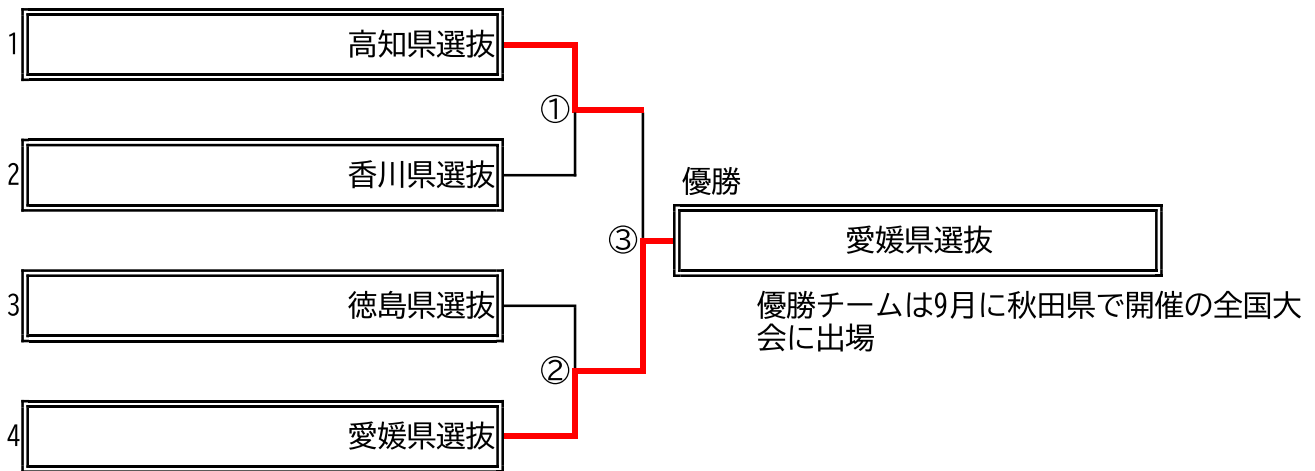 1
高知県選抜
①
2
香川県選抜
優勝
③
愛媛県選抜
3
徳島県選抜
優勝チームは9月に秋田県で開催の全国大
会に出場
②
4
愛媛県選抜